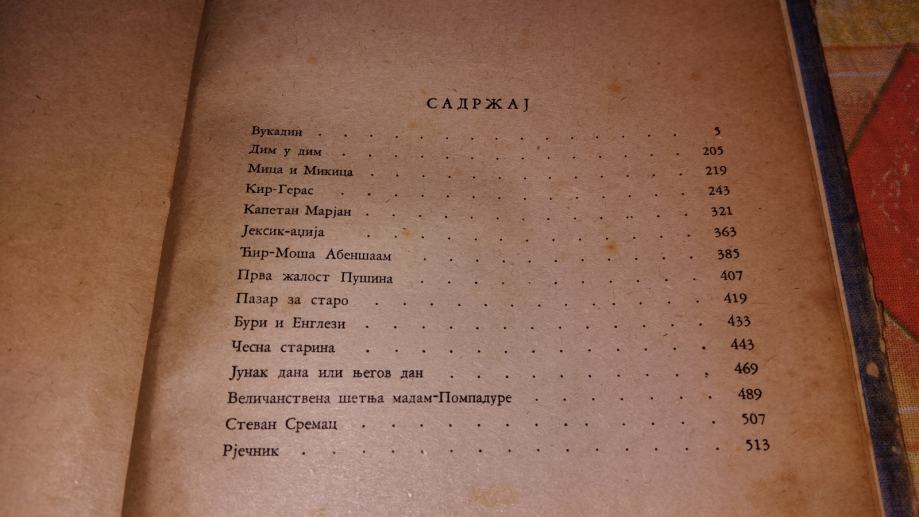 САДРЖАЈ
Вукадин . . . . . . . . . . . . . . . 5
Дим у дим . . . . . . . . . . . . . . 205
Мица и Микица . . . . . . . . . . . . . 219
Кир-Герас . . . . . . . . . . . . . . 243
Капетан Марјан . . . . . . . . . . . . . 321
Јексик-аџија . . . . . . . . . . . . . 363
Ћир-Моша Абеншаам . . . . . . . . . . . 385
Прва жалост Пушина . . . . . . . . . . . 407
Пазар за старо . . . . . . . . . . . . 419
Бури и Енглези . . . . . . . . . . . . . 433
Чесна старина . . . . . . . . . . . . . 443
Јунак дана или његов дан . . . . . . . . . . 469
Величанствена шетња мадам-Помпадуре . . . . . . . 489
Стеван Сремац . . . . . . . . . . . . . 507
Рјечник . . . . . . . . . . . . . . . 513